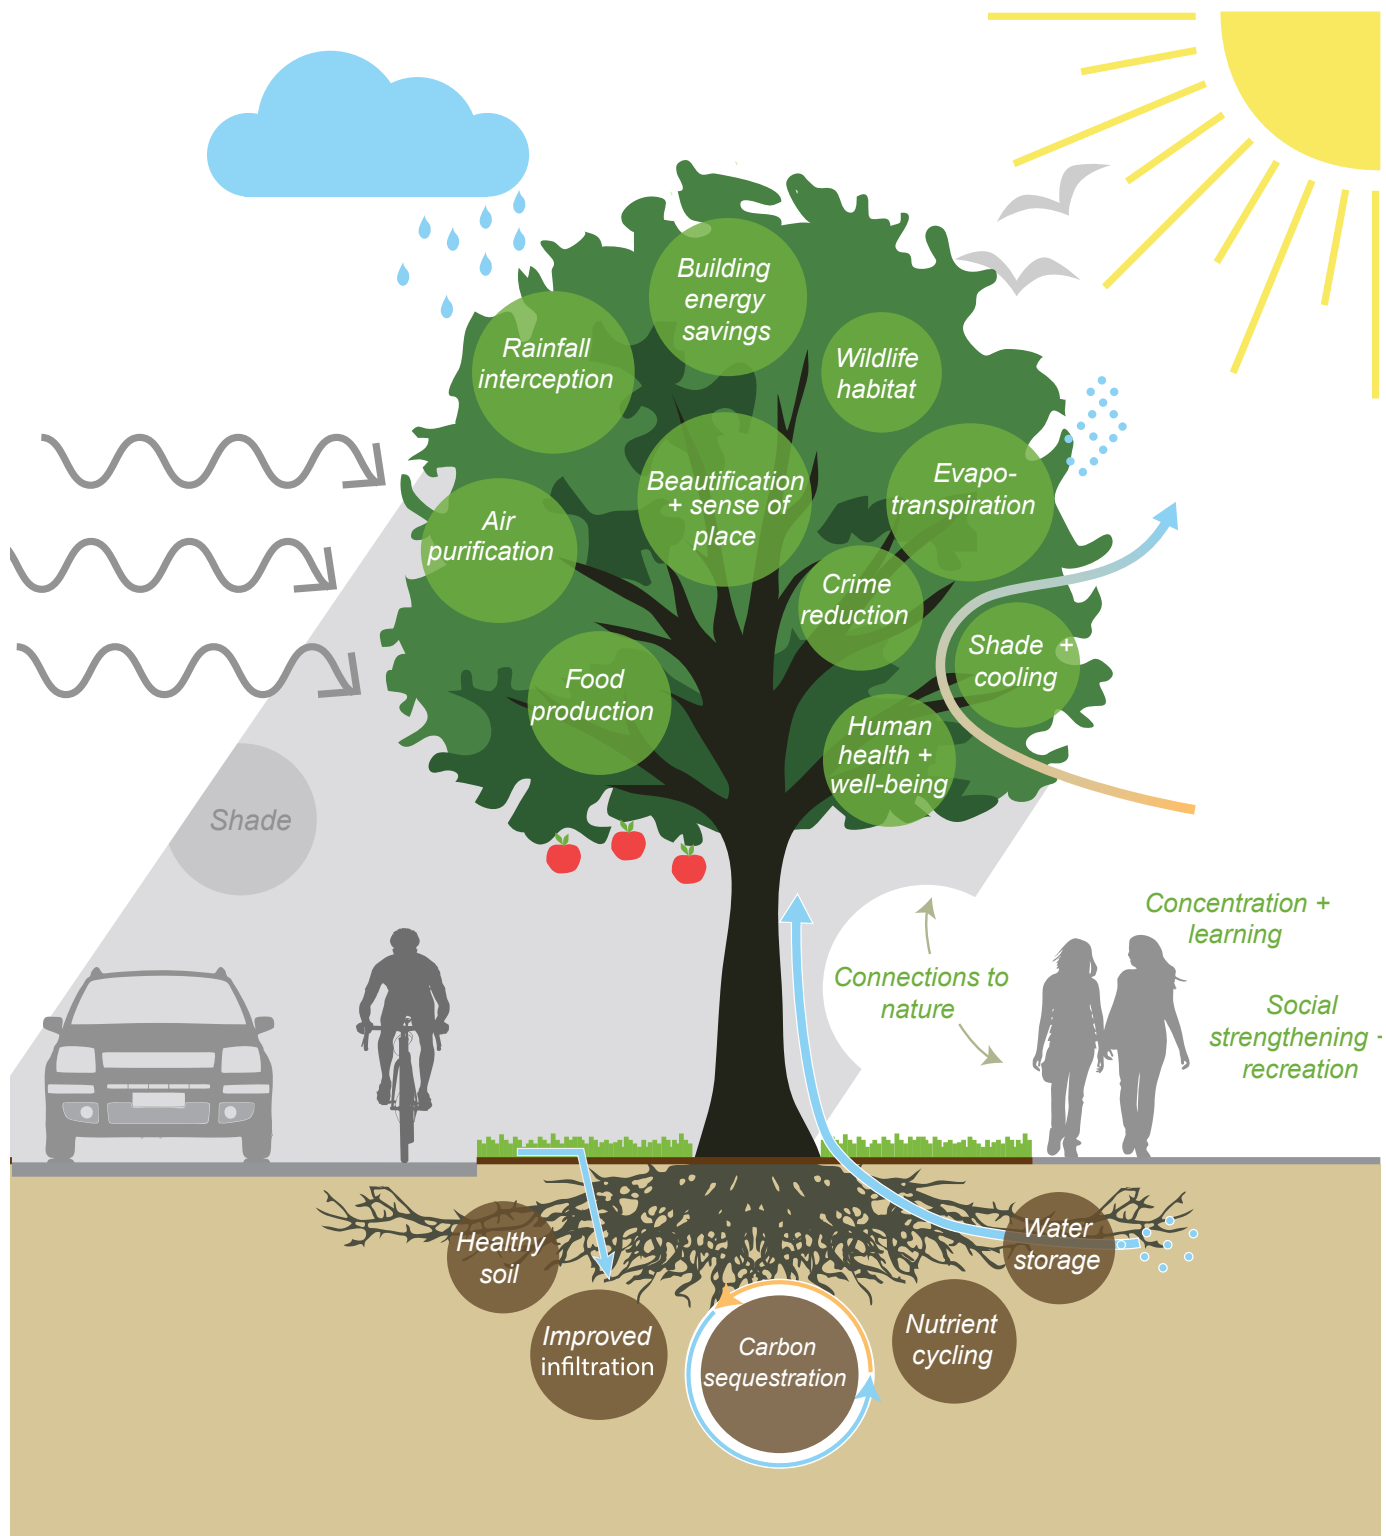 Building
energy
savings
Rainfall
interception
Wildlife
habitat
Beautification
+ sense of
place
Evapo-
transpiration
Air
purification
Crime
reduction
Shade +
cooling
Food
production
Human
health +
well-being
Shade
Concentration +
learning
Connections to
nature
Social
strengthening +
recreation
Healthy
soil
Water
storage
Improved
infiltration
Carbon
sequestration
Nutrient
cycling